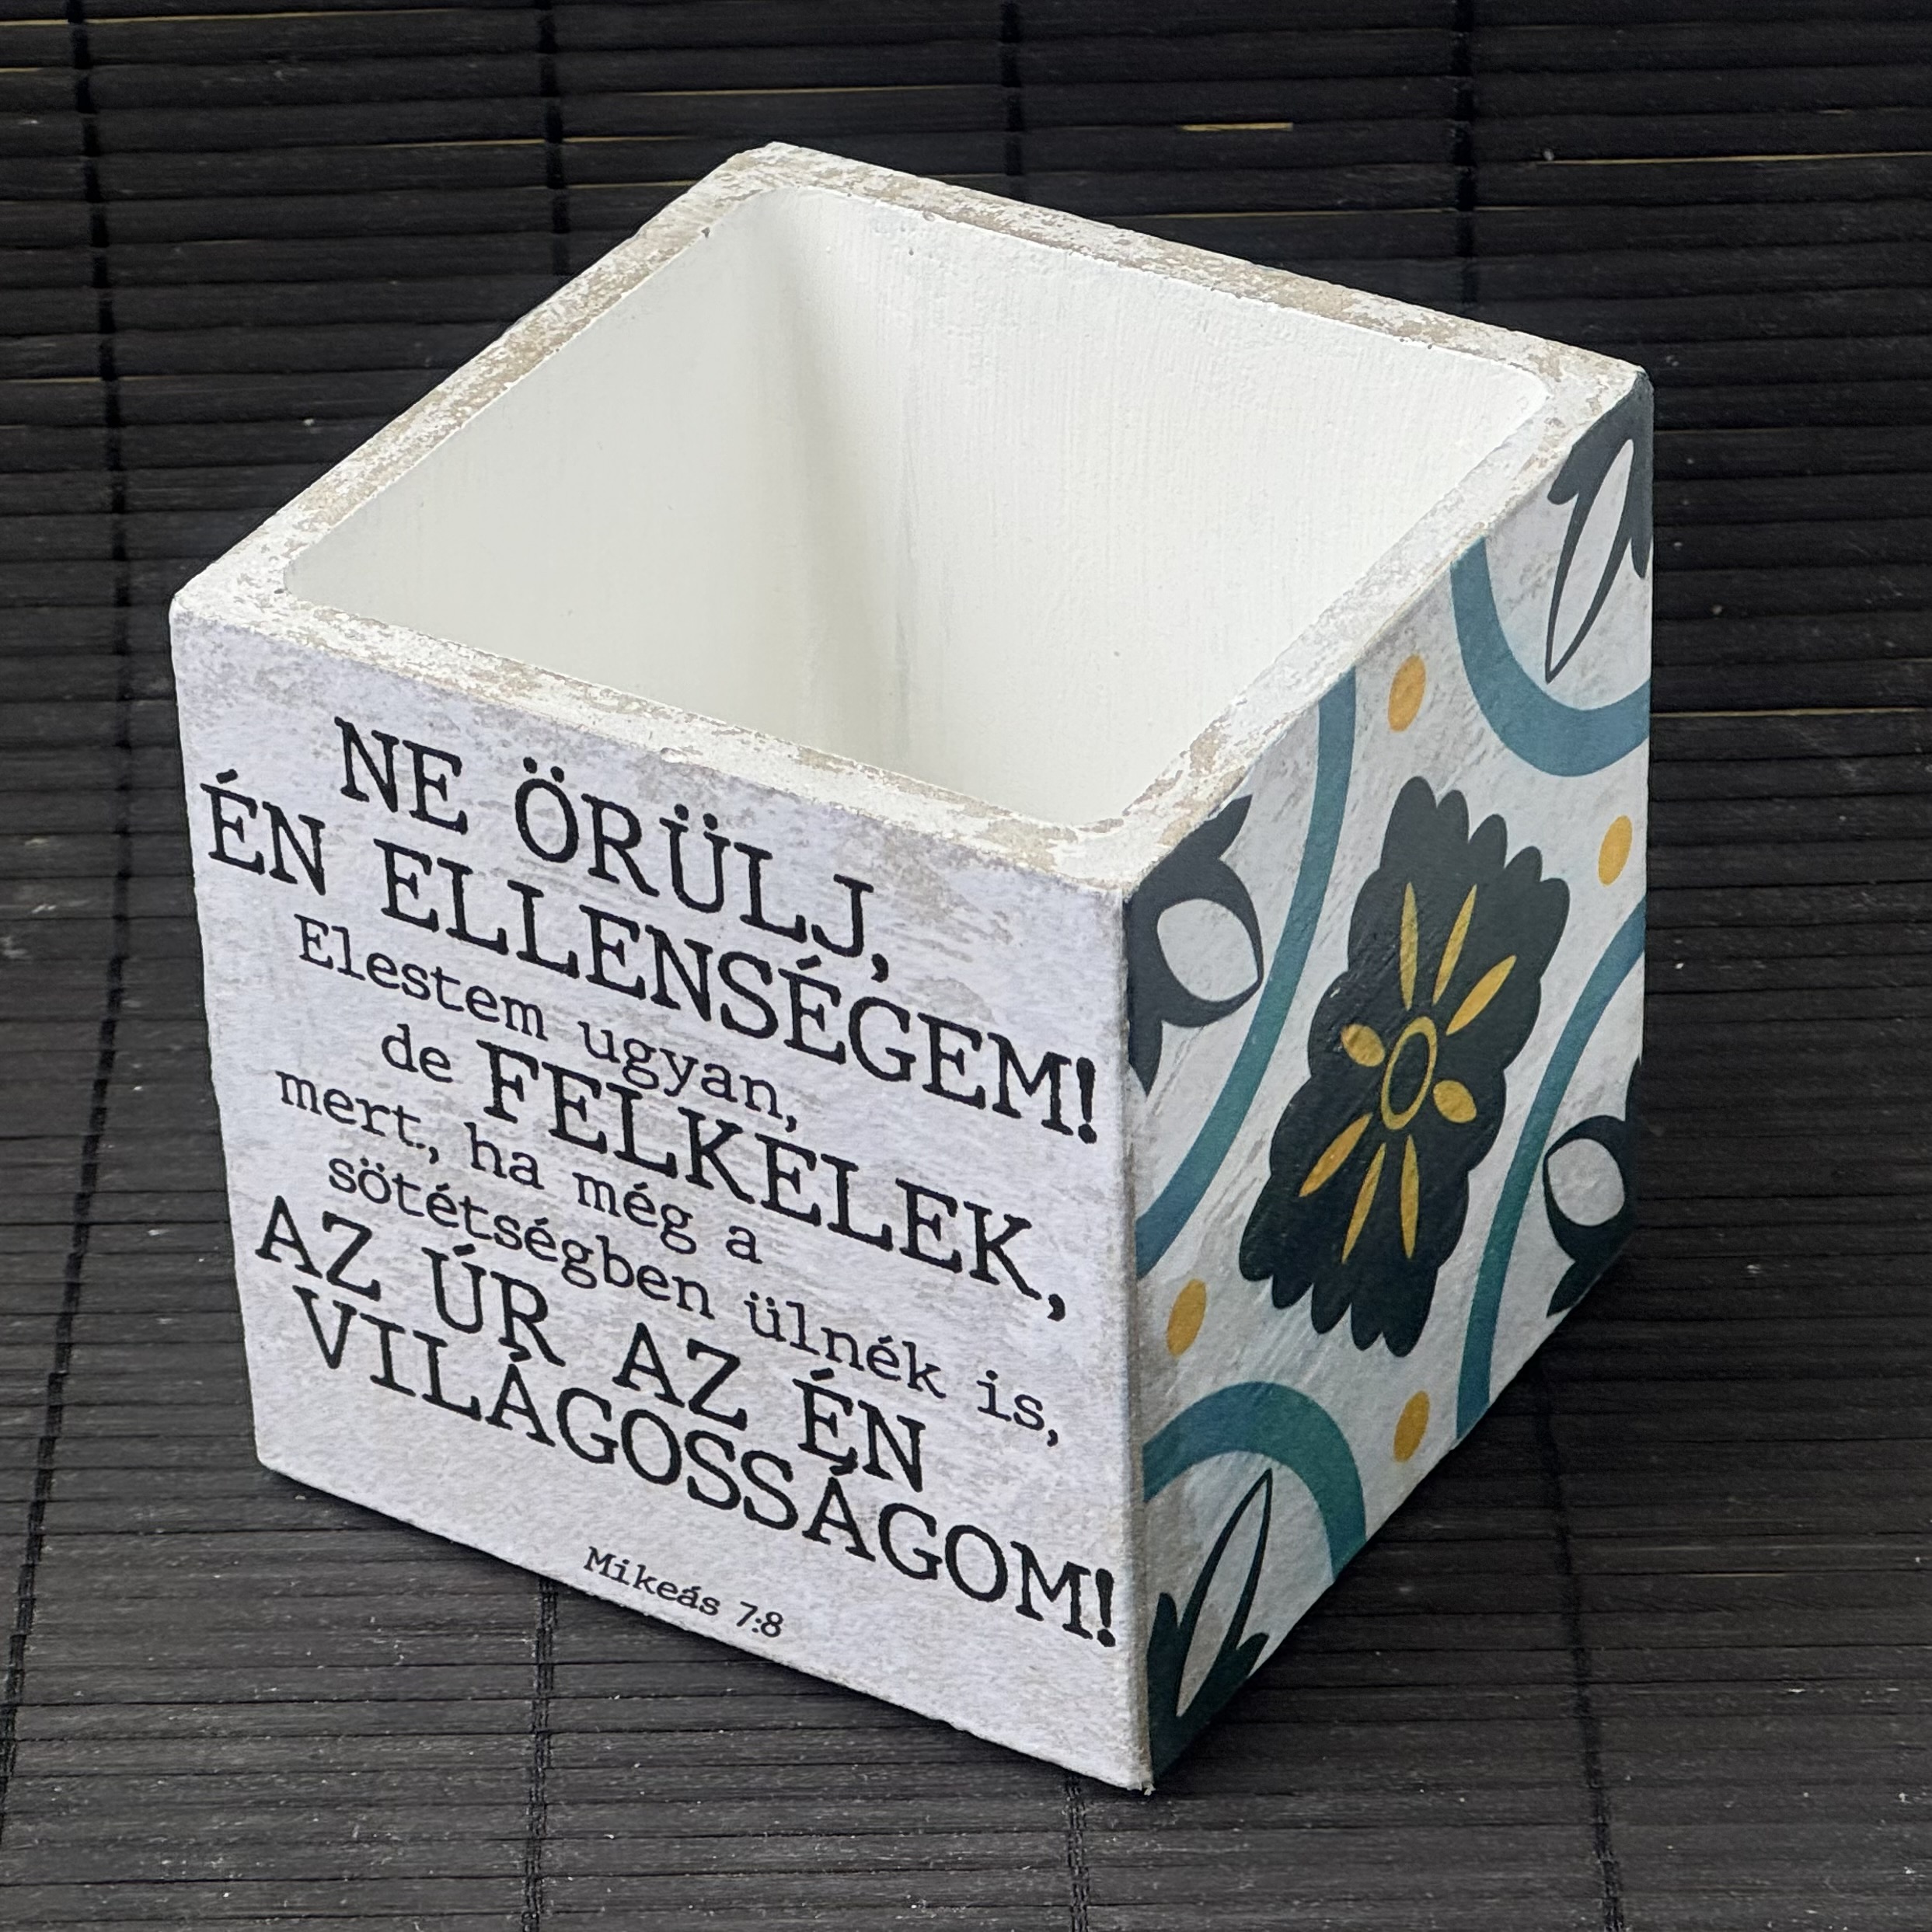 NE ÖRÜLJ,
ÉN ELLENSÉGEM!
Elestem ugyan,
de FELKELEK,
mert, ha még a
sötétségben ülnék is,
AZ ÚR AZ ÉN
VILÁGOSSÁGOM!
Mikeás 7:8